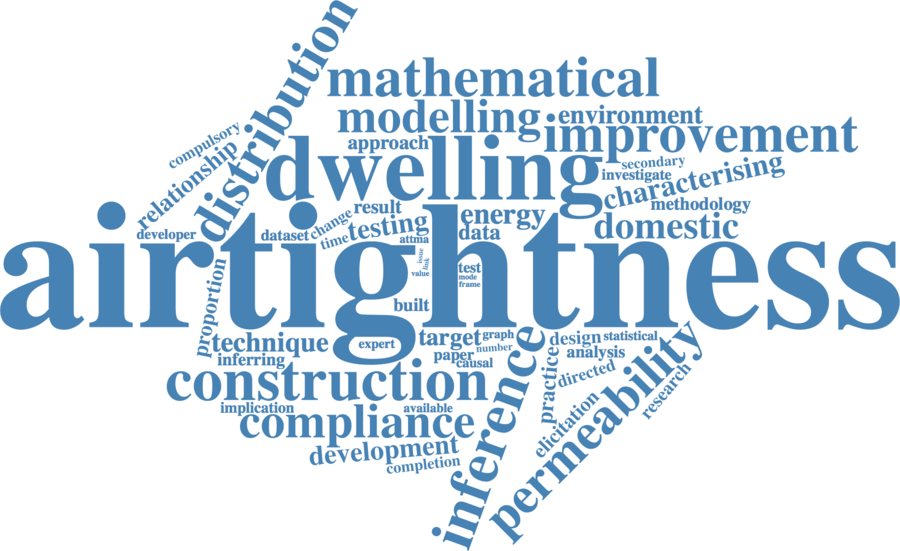 distribution
mathematical
modelling
environment
improvement
compulsory
approach
relationship
dwelling
secondary
investigate
characterising
methodology
developer
dataset
change
result
time
testing
attma
energy
data
domestic
airtightness
issue
link
value
test
mode
frame
proportion
built
technique
expert
target
graph
number
inference
design
statistical
paper
causal
analysis
inferring
construction
practice
directed
permeability
implication
available
compliance
elicitation
research
development
completion